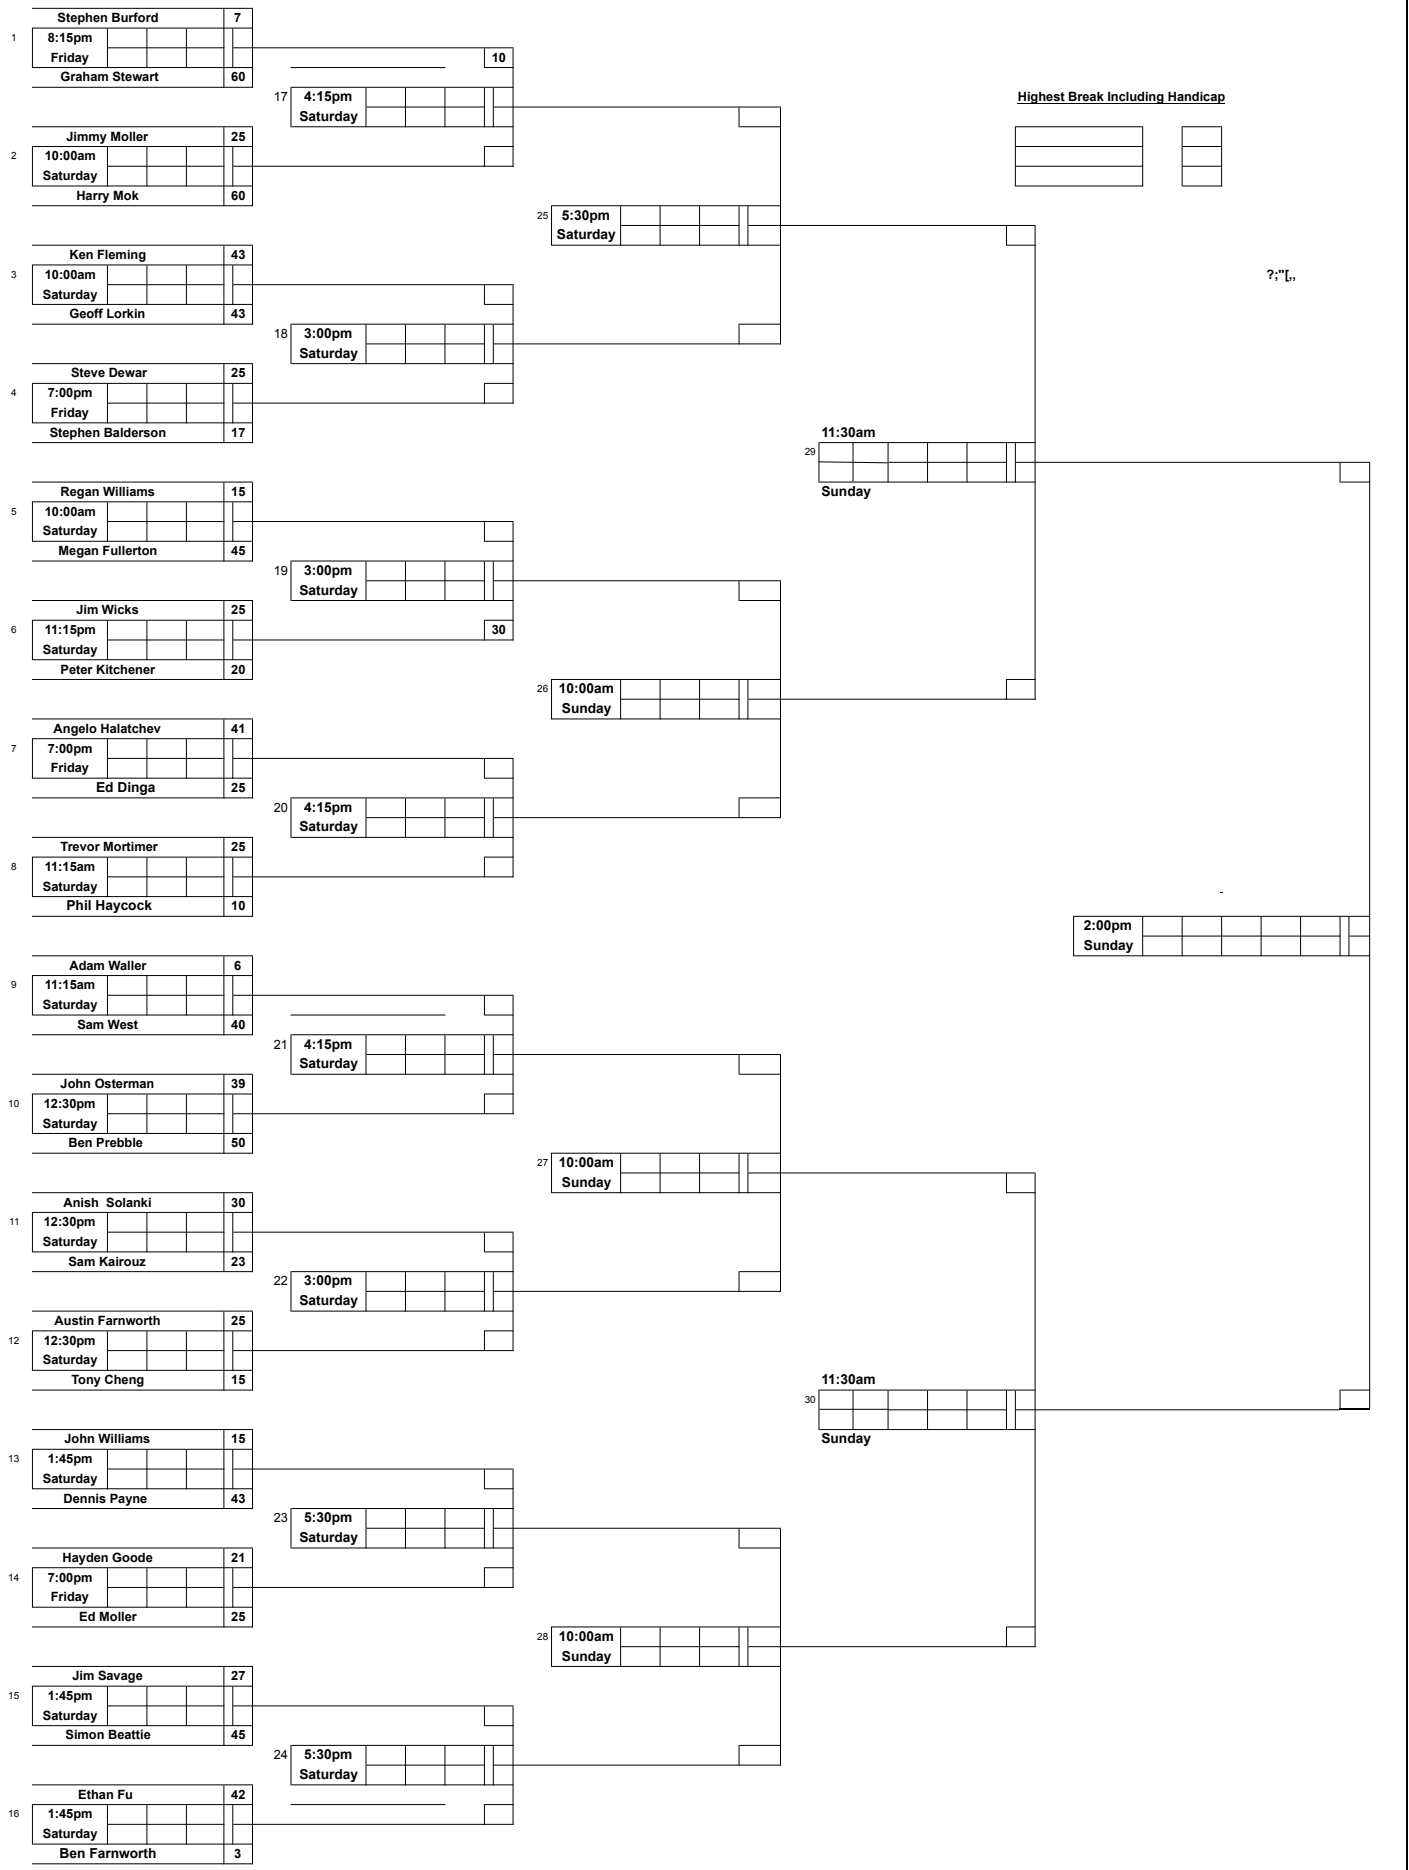 Stephen Burford 7
1 8:15pm
Friday
Graham Stewart 60
Jimmy Moller 25
2 10:00am
Saturday
Harry Mok 60
Ken Fleming 43
3 10:00am
Saturday
Geoff Lorkin 43
Steve Dewar 25
4 7:00pm
Friday
Stephen Balderson 17
Regan Williams 15
5 10:00am
Saturday
Megan Fullerton 45
Jim Wicks 25
6 11:15pm
Saturday
Peter Kitchener 20
Angelo Halatchev 41
7 7:00pm
Friday
Ed Dinga 25
Trevor Mortimer 25
8 11:15am
Saturday
Phil Haycock 10
Adam Waller 6
9 11:15am
Saturday
Sam West 40
John Osterman 39
10 12:30pm
Saturday
Ben Prebble 50
Anish Solanki 30
11 12:30pm
Saturday
Sam Kairouz 23
Austin Farnworth 25
12 12:30pm
Saturday
Tony Cheng 15
John Williams 15
13 1:45pm
Saturday
Dennis Payne 43
Hayden Goode 21
14 7:00pm
Friday
Ed Moller 25
Jim Savage 27
15 1:45pm
Saturday
Simon Beattie 45
Ethan Fu 42
16 1:45pm
Saturday
Ben Farnworth 3
10
17 4:15pm
Saturday
18 3:00pm
Saturday
19 3:00pm
Saturday
30
20 4:15pm
Saturday
21 4:15pm
Saturday
22 3:00pm
Saturday
23 5:30pm
Saturday
24 5:30pm
Saturday
25 5:30pm
Saturday
26 10:00am
Sunday
27 10:00am
Sunday
28 10:00am
Sunday
11:30am
29
Sunday
11:30am
30
Sunday
Highest Break Including Handicap
?;"[,,
-
2:00pm
Sunday